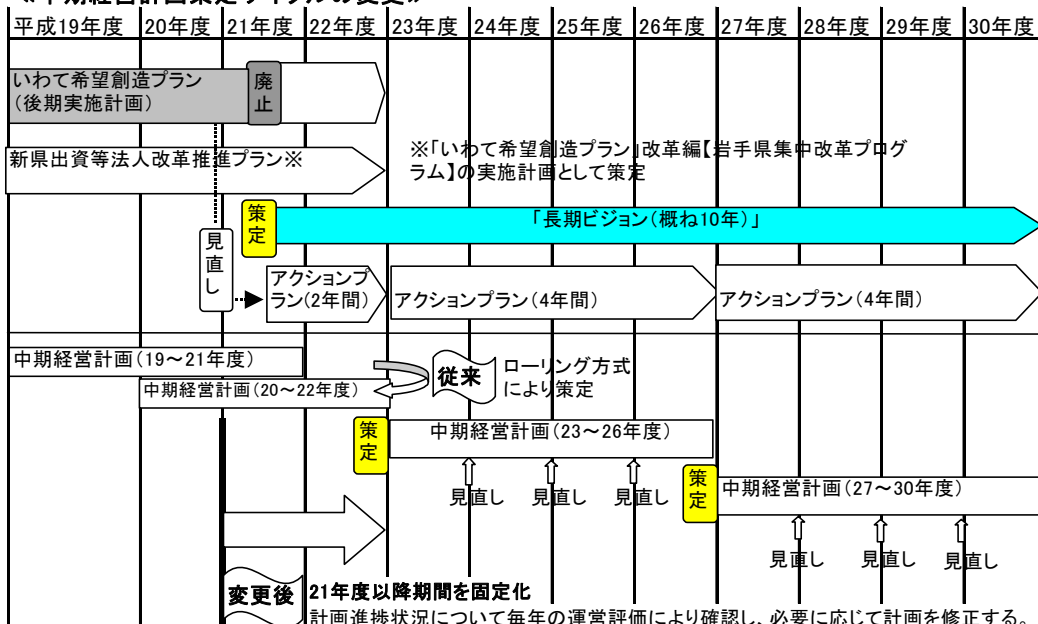 ≪中期経営計画策定サイクルの変更≫
平成19年度 20年度 21年度 22年度 23年度 24年度 25年度 26年度 27年度 28年度 29年度 30年度
いわて希望創造プラン
(後期実施計画)
廃止
新県出資等法人改革推進プラン※
※「いわて希望創造プラン」改革編【岩手県集中改革プログ
ラム】の実施計画として策定
策定
「長期ビジョン(概ね10年)」
見直し
アクションプ
ラン(2年間)
アクションプラン(4年間)
アクションプラン(4年間)
中期経営計画(19～21年度)
中期経営計画(20～22年度)
従来
ローリング方式
により策定
策定
中期経営計画(23～26年度)
見直し 見直し 見直し
策定
中期経営計画(27～30年度)
見直し 見直し 見直し
変更後
21年度以降期間を固定化
計画進捗状況について毎年の運営評価により確認し、必要に応じて計画を修正する。